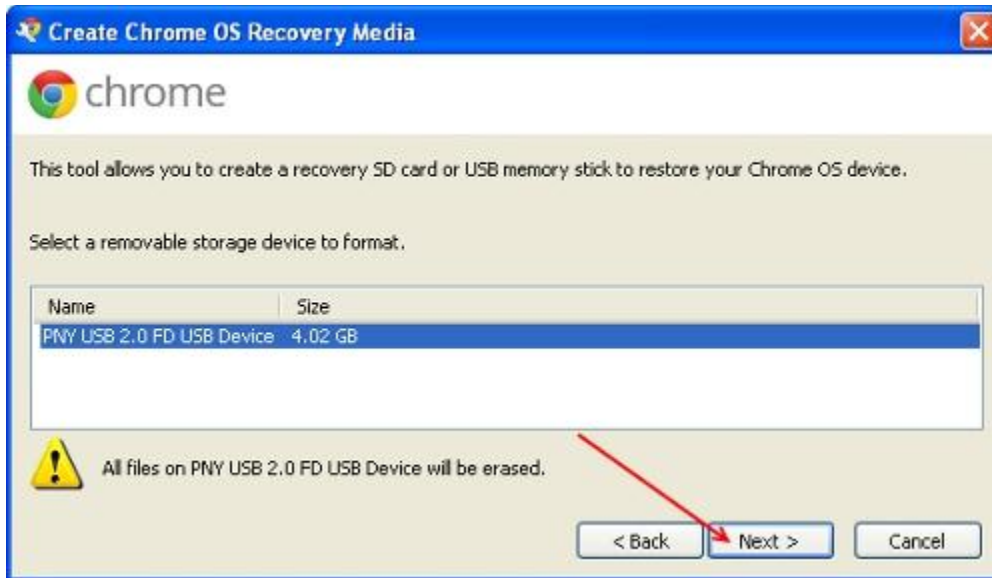 Create Chrome OS Recovery Media
chrome
This tool allows you to create a recovery SD card or USB memory stick to restore your Chrome OS device.
Select a removable storage device to format.
Name Size
PNY USB 2.0 FD USB Device 4.02 GB
All files on PNY USB 2.0 FD USB Device will be erased.
< Back Next > Cancel